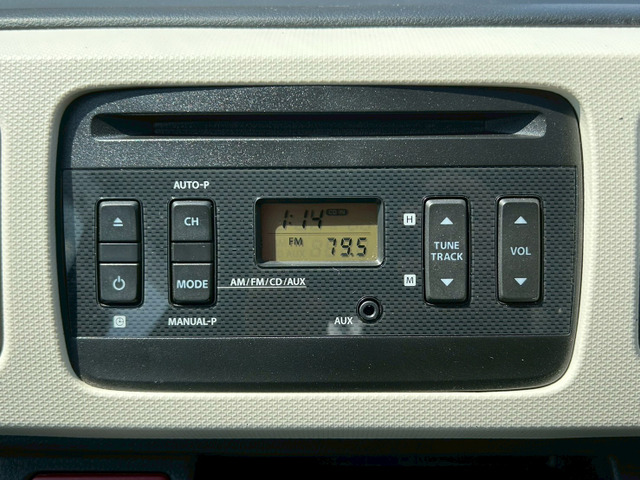 AUTO-P
CH
MODE
MANUAL-P
AM/FM/CD/AUX
1:14
FM 79.5
AUX
H
M
TUNE
TRACK
VOL